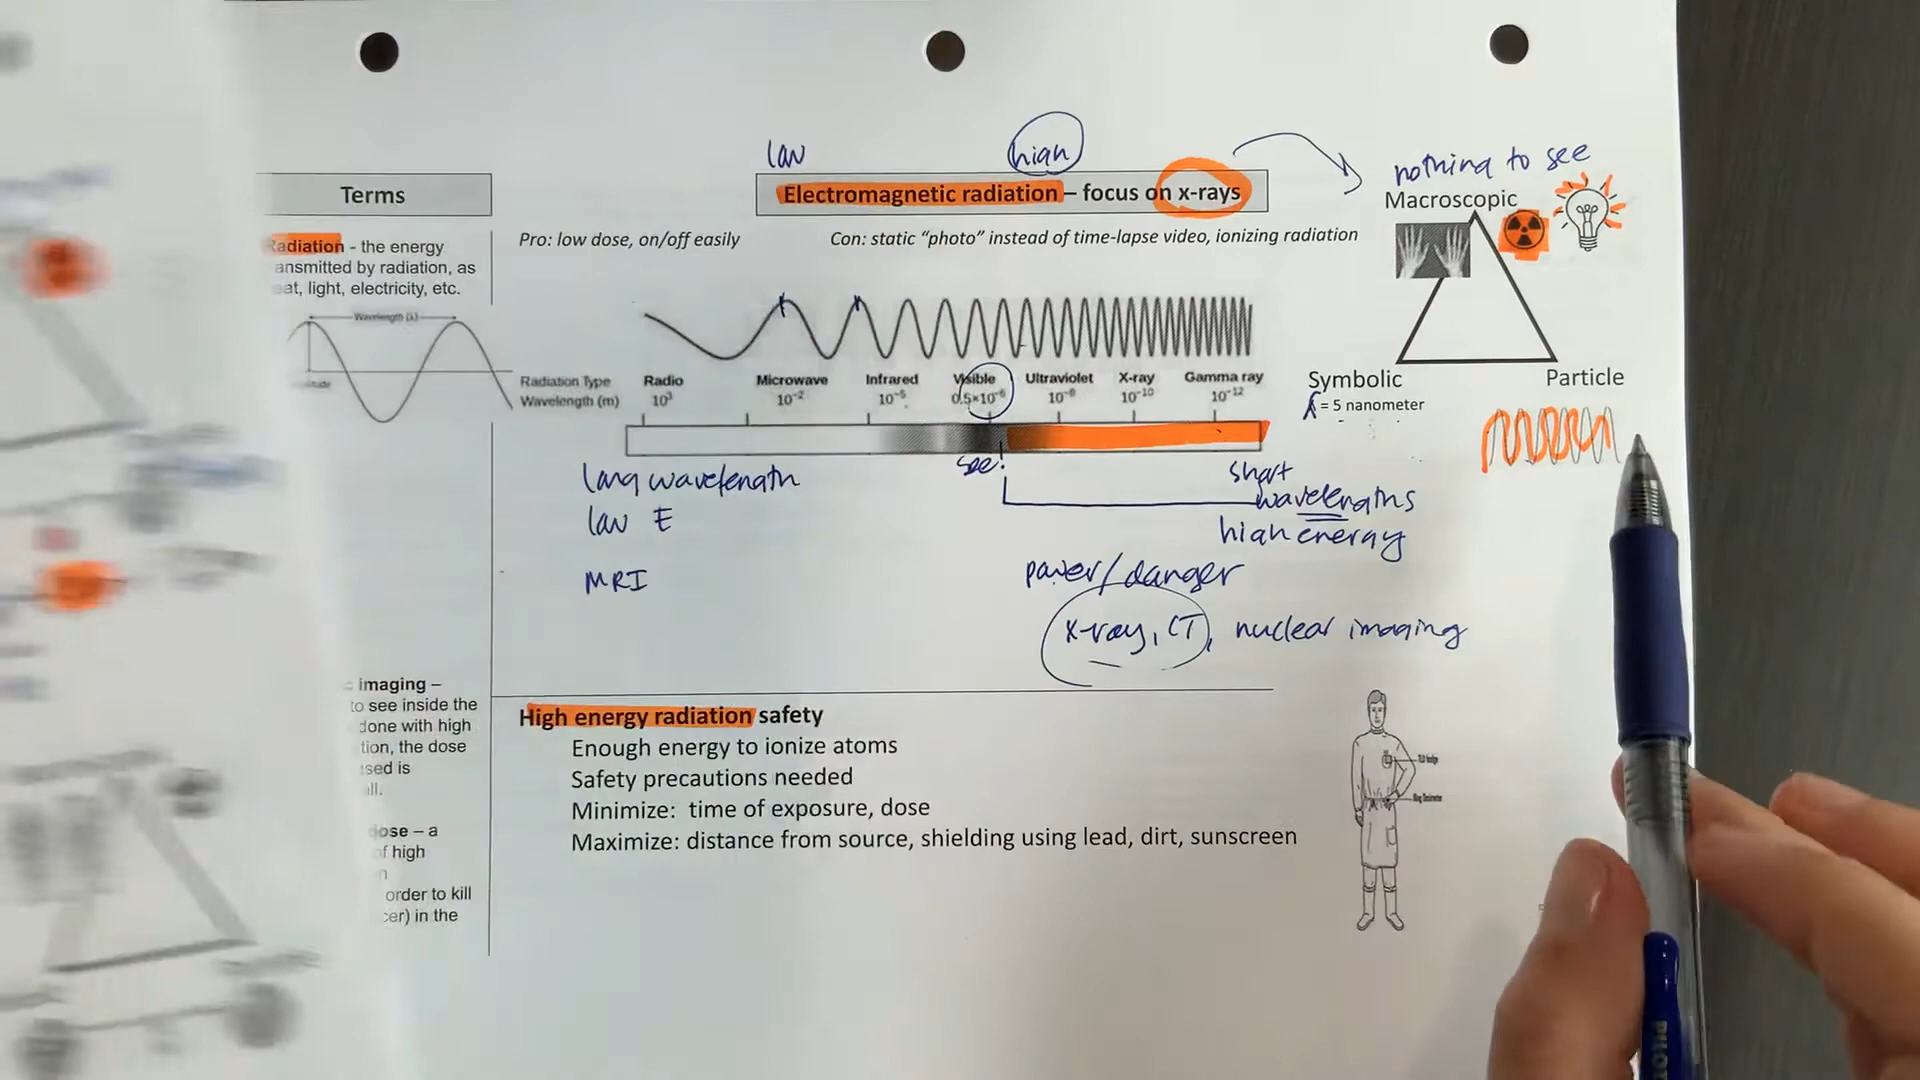 low
high
nothing to see
Terms
Electromagnetic radiation – focus on x-rays
Macroscopic
Radiation - the energy
ansmitted by radiation, as
eat, light, electricity, etc.
Pro: low dose, on/off easily
Con: static “photo” instead of time-lapse video, ionizing radiation
Wavelength (λ)
Radiation Type
Radio
Microwave
Infrared
Visible
Ultraviolet
X-ray
Gamma ray
Wavelength (m)
10³
10⁻²
10⁻⁵
0.5×10⁻⁶
10⁻⁸
10⁻¹⁰
10⁻¹²
Symbolic
Particle
λ = 5 nanometer
see!
long wavelength
low E
MRI
short
wavelengths
high energy
power/danger
x-ray, CT, nuclear imaging
imaging –
to see inside the
done with high
tion, the dose
sed is
all.
dose – a
of high
n
order to kill
cer) in the
High energy radiation safety
Enough energy to ionize atoms
Safety precautions needed
Minimize: time of exposure, dose
Maximize: distance from source, shielding using lead, dirt, sunscreen